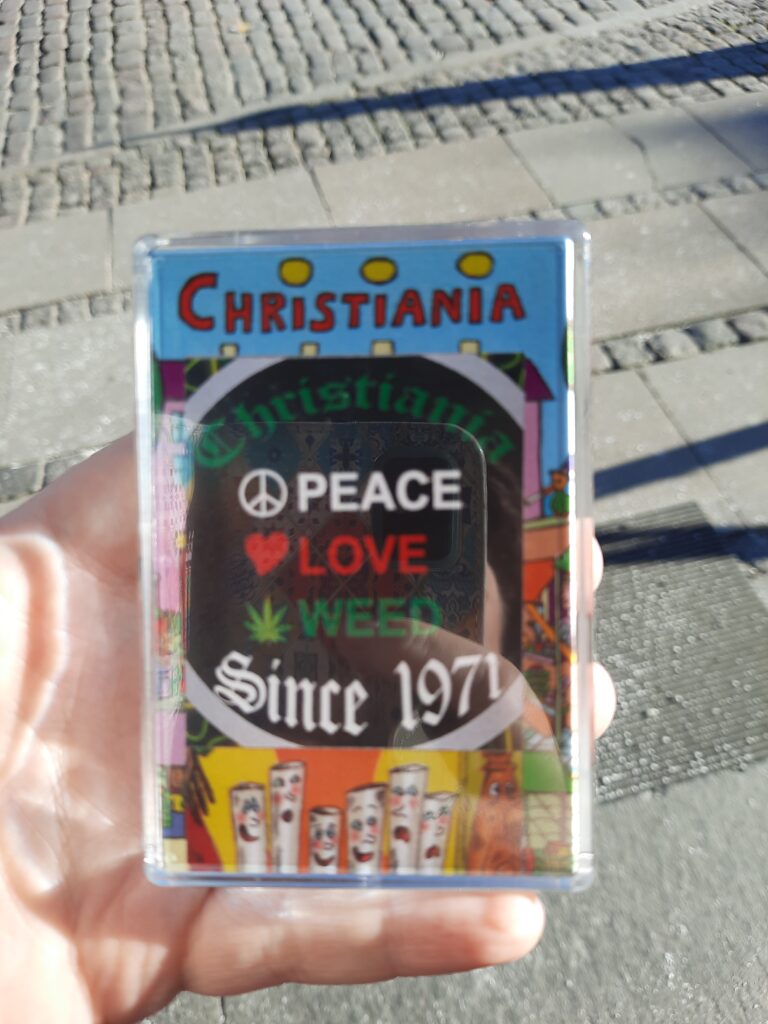 CHRISTIANIA
Christiania
PEACE
LOVE
WEED
Since 1971